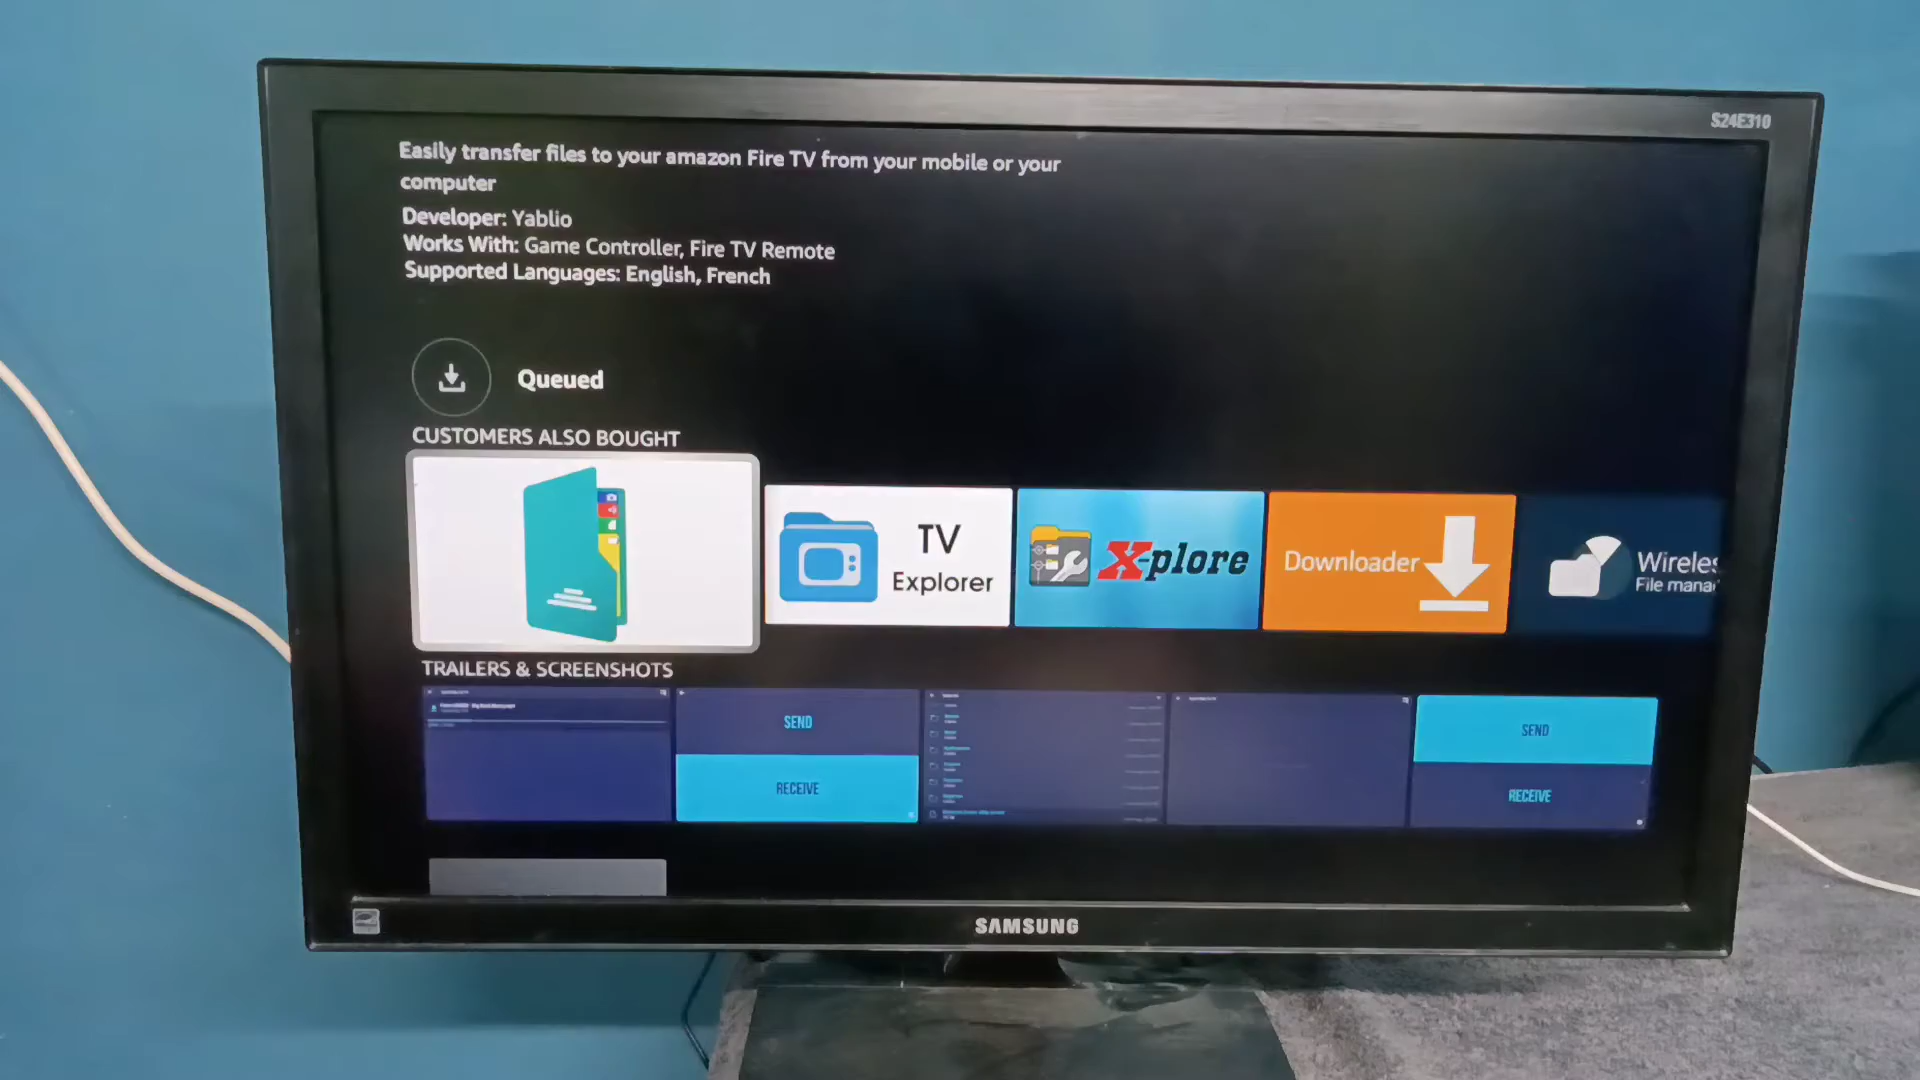 S24E310
Easily transfer files to your amazon Fire TV from your mobile or your
computer
Developer: Yablio
Works With: Game Controller, Fire TV Remote
Supported Languages: English, French
Queued
CUSTOMERS ALSO BOUGHT
TV
Explorer
X-plore
Downloader
Wireles
File mana
TRAILERS & SCREENSHOTS
SEND
RECEIVE
SEND
RECEIVE
SAMSUNG